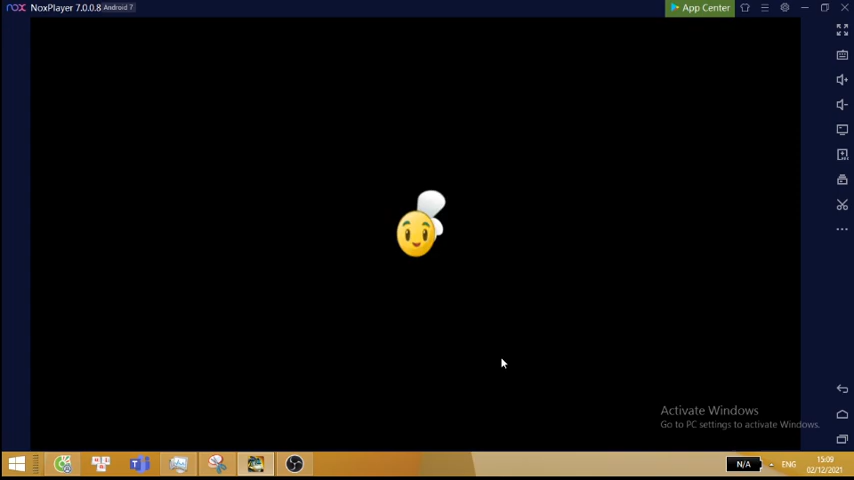 nox NoxPlayer 7.0.0.8 Android 7 App Center
Activate Windows
Go to PC settings to activate Windows.
N/A ENG 15:09
02/12/2021